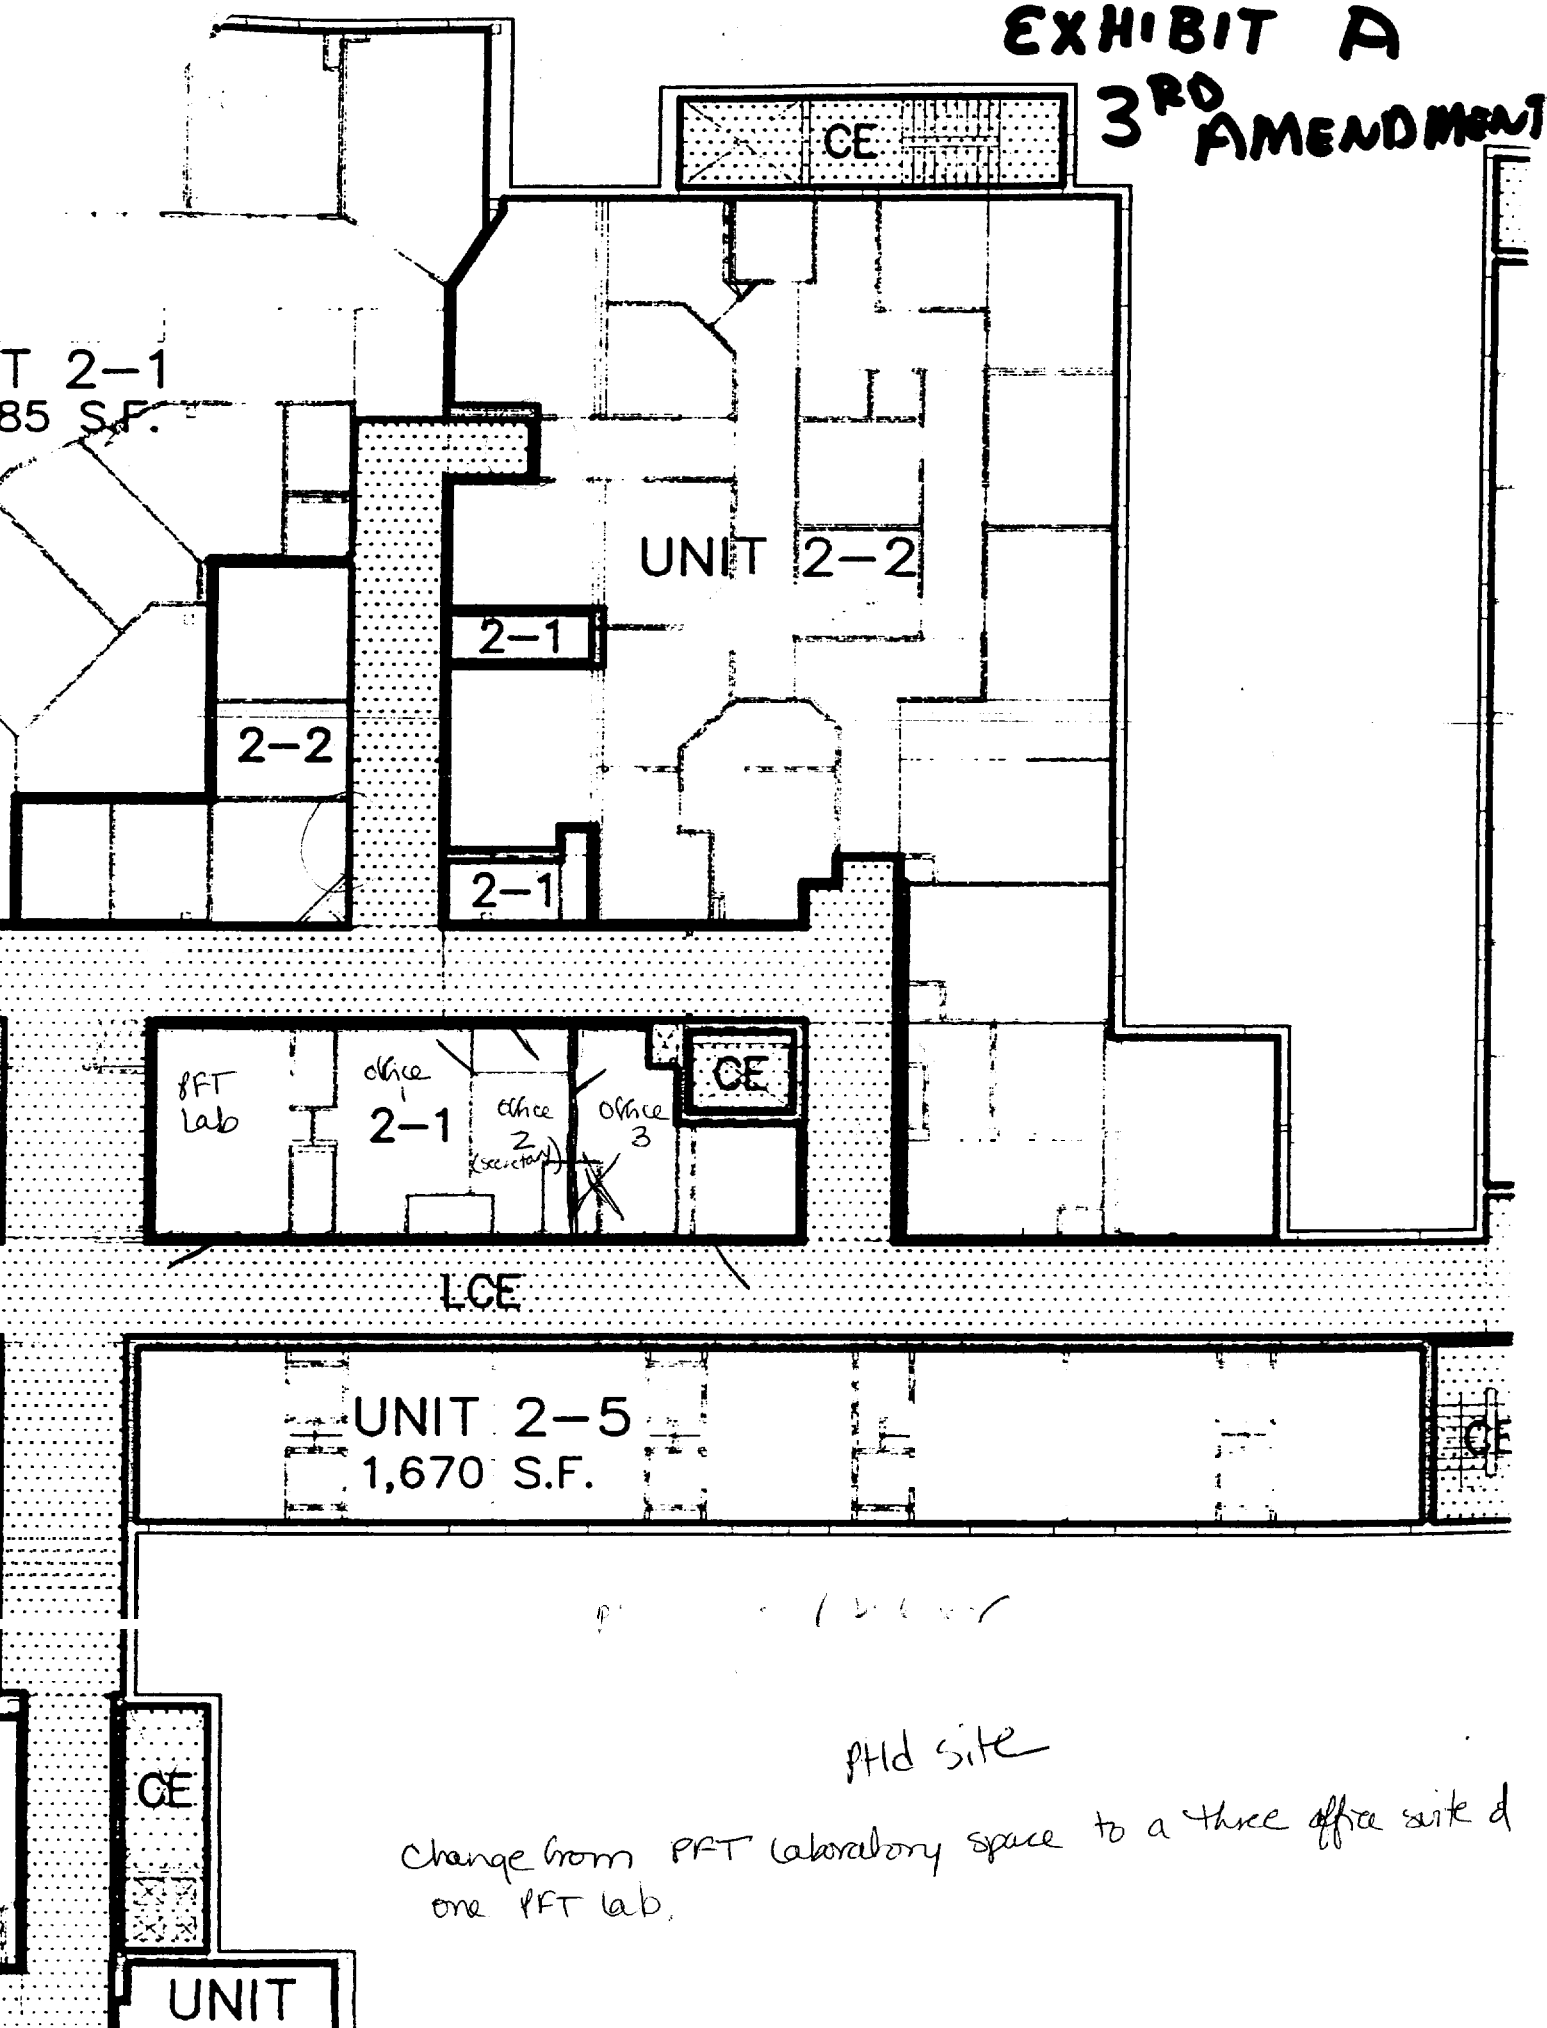 EXHIBIT A
3RD AMENDMENT
CE
T 2-1
85 S.F.
UNIT 2-2
2-1
2-2
2-1
PFT
Lab
office
1
2-1
office
2
(secretary)
office
3
CE
LCE
UNIT 2-5
1,670 S.F.
CE
site
Change from PFT laboratory space to a three office suite &
one PFT lab.
CE
UNIT